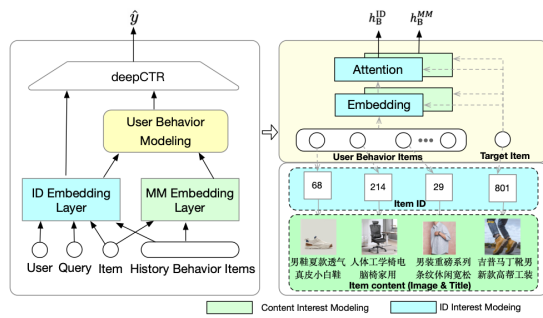 ŷ
deepCTR
User Behavior
Modeling
ID Embedding
Layer
MM Embedding
Layer
User
Query
Item
History Behavior Items
h_B^ID
h_B^MM
Attention
Embedding
User Behavior Items
Target Item
68
214
29
801
Item ID
男鞋夏款透气
真皮小白鞋
人体工学椅电
脑椅家用
男装重磅系列
条纹休闲宽松
吉普马丁靴男
新款高帮工装
Item content (Image & Title)
Content Interest Modeling
ID Interest Modeling